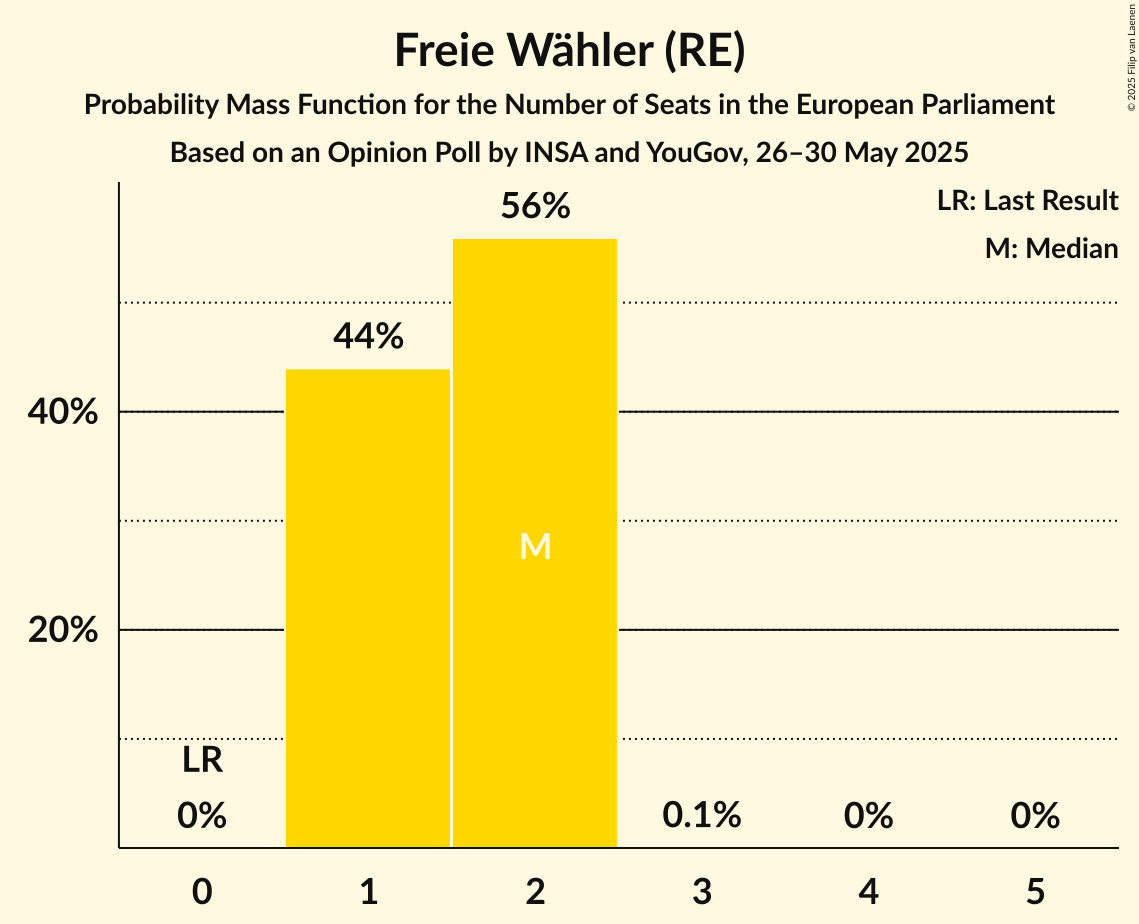 Freie Wähler (RE)
Probability Mass Function for the Number of Seats in the European Parliament
Based on an Opinion Poll by INSA and YouGov, 26–30 May 2025
© 2025 Filip van Laenen
LR: Last Result
M: Median
56%
44%
40%
M
20%
LR
0%
0.1%
0%
0%
0
1
2
3
4
5